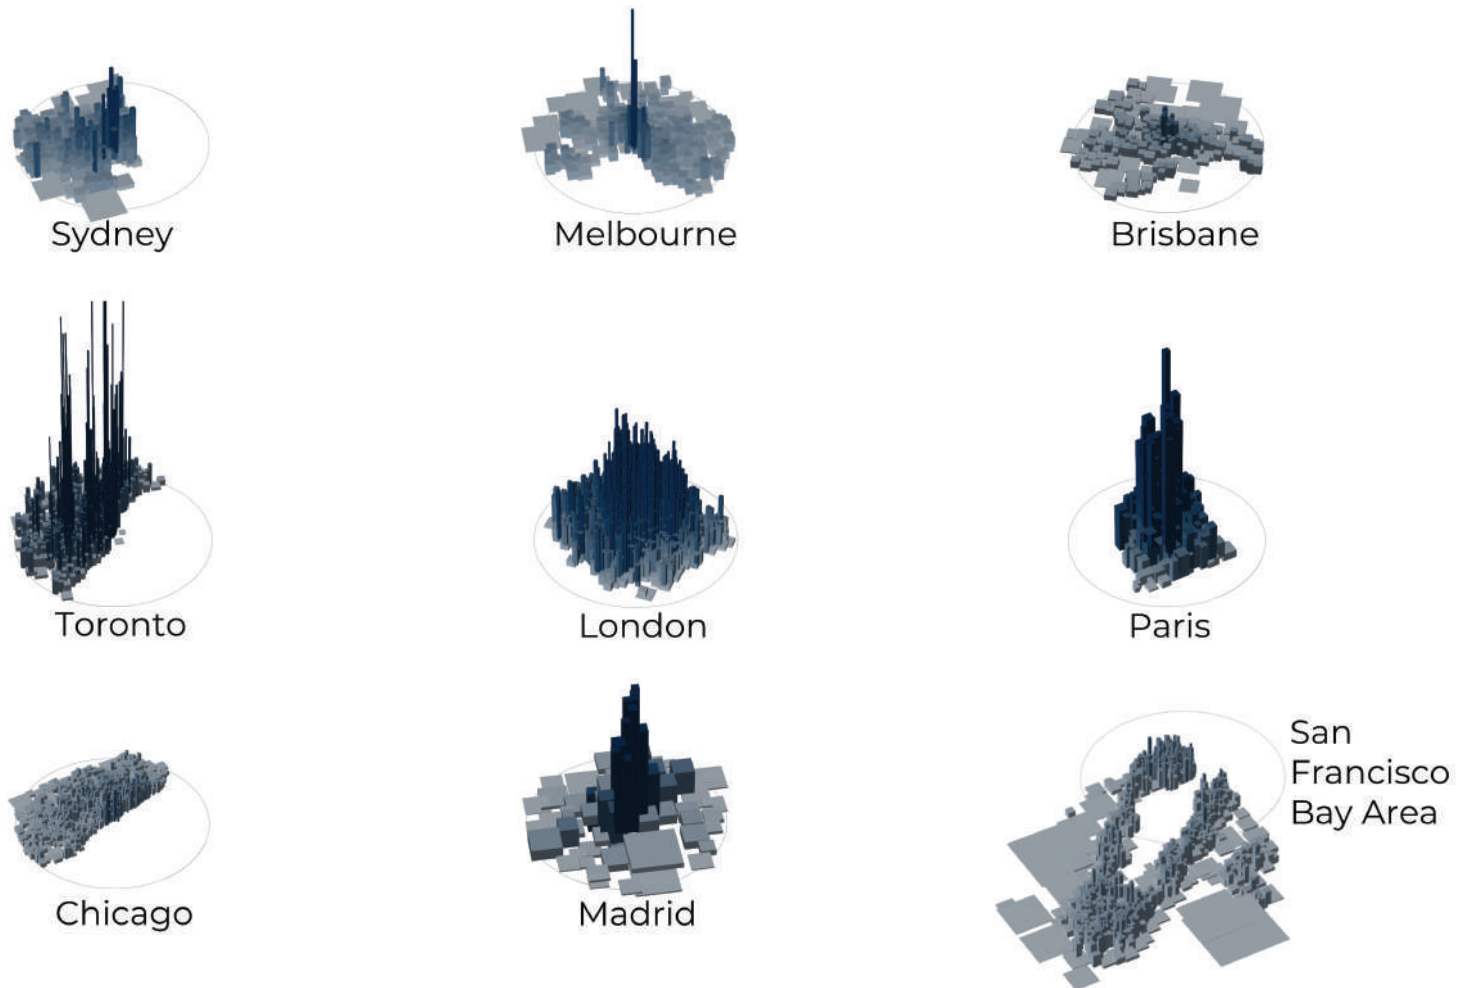 Sydney
Melbourne
Brisbane
Toronto
London
Paris
Chicago
Madrid
San
Francisco
Bay Area